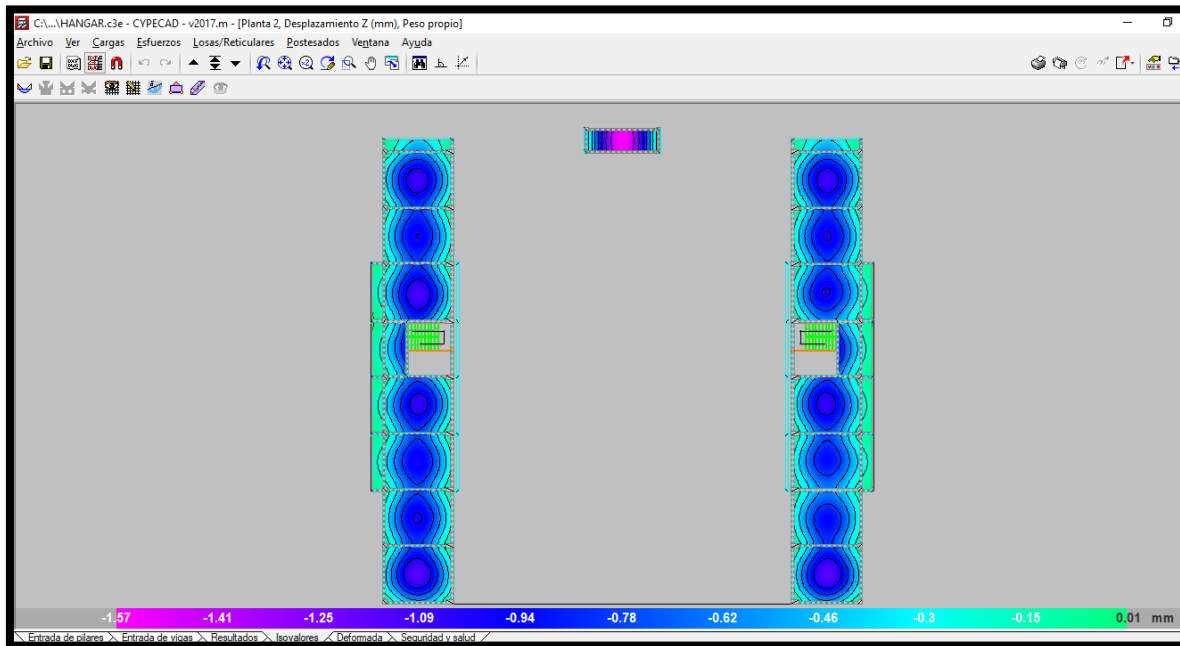 C:\...\HANGAR.c3e - CYPECAD - v2017.m - [Planta 2, Desplazamiento Z (mm), Peso propio]
Archivo Ver Cargas Esfuerzos Losas/Reticulares Postesados Ventana Ayuda
-1.57 -1.41 -1.25 -1.09 -0.94 -0.78 -0.62 -0.46 -0.3 -0.15 0.01 mm
Entrada de pilares Entrada de vigas Resultados Isovalores Deformada Seguridad y salud